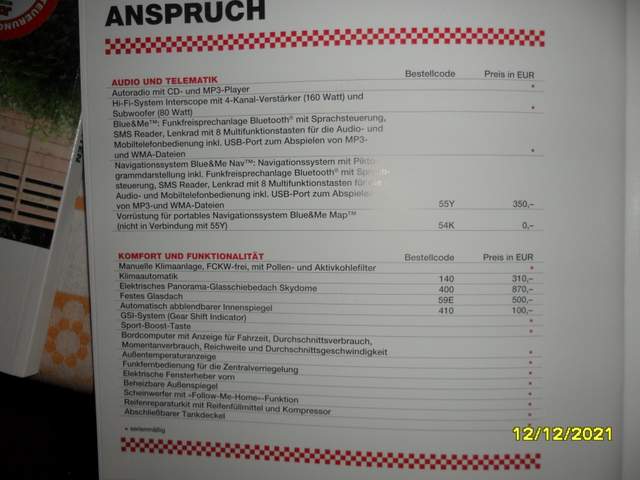 ANSPRUCH
AUDIO UND TELEMATIK Bestellcode Preis in EUR
Autoradio mit CD- und MP3-Player *
Hi-Fi-System Interscope mit 4-Kanal-Verstärker (160 Watt) und
Subwoofer (80 Watt) *
Blue&Me™: Funkfreisprechanlage Bluetooth® mit Sprachsteuerung,
SMS Reader, Lenkrad mit 8 Multifunktionstasten für die Audio- und
Mobiltelefonbedienung inkl. USB-Port zum Abspielen von MP3-
und WMA-Dateien *
Navigationssystem Blue&Me Nav™: Navigationssystem mit Pikto-
grammdarstellung inkl. Funkfreisprechanlage Bluetooth® mit
steuerung, SMS Reader, Lenkrad mit 8 Multifunktionstasten für
Audio- und Mobiltelefonbedienung inkl. USB-Port zum Abspielen
von MP3-und WMA-Dateien 55Y 350,–
Vorrüstung für portables Navigationssystem Blue&Me Map™
(nicht in Verbindung mit 55Y) 54K 0,–
KOMFORT UND FUNKTIONALITÄT Bestellcode Preis in EUR
Manuelle Klimaanlage, FCKW-frei, mit Pollen- und Aktivkohlefilter *
Klimaautomatik 140 310,–
Elektrisches Panorama-Glasschiebedach Skydome 400 870,–
Festes Glasdach 59E 500,–
Automatisch abblendbarer Innenspiegel 410 100,–
GSI-System (Gear Shift Indicator) *
Sport-Boost-Taste *
Bordcomputer mit Anzeige für Fahrzeit, Durchschnittsverbrauch,
Momentanverbrauch, Reichweite und Durchschnittsgeschwindigkeit *
Außentemperaturanzeige *
Funkfernbedienung für die Zentralverriegelung *
Elektrische Fensterheber vorn *
Beheizbare Außenspiegel *
Scheinwerfer mit «Follow-Me-Home»-Funktion *
Reifenreparaturkit mit Reifenfüllmittel und Kompressor *
Abschließbarer Tankdeckel *
* serienmäßig
12/12/2021